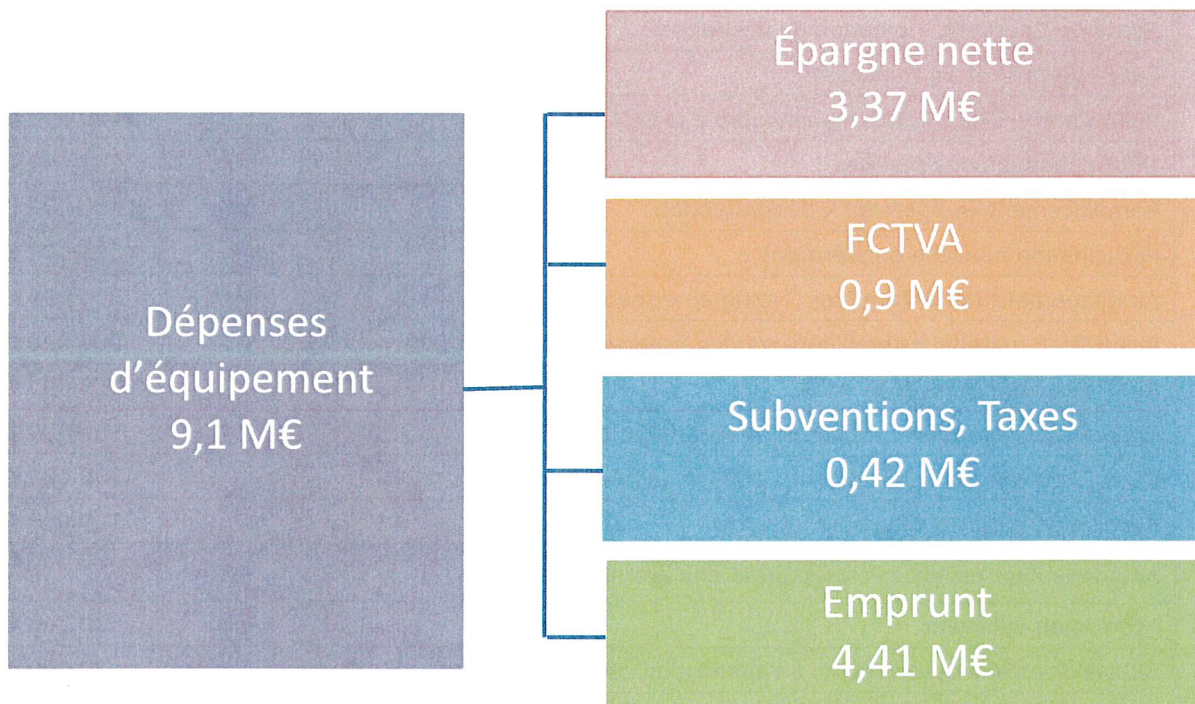 Dépenses
d’équipement
9,1 M€
Épargne nette
3,37 M€
FCTVA
0,9 M€
Subventions, Taxes
0,42 M€
Emprunt
4,41 M€